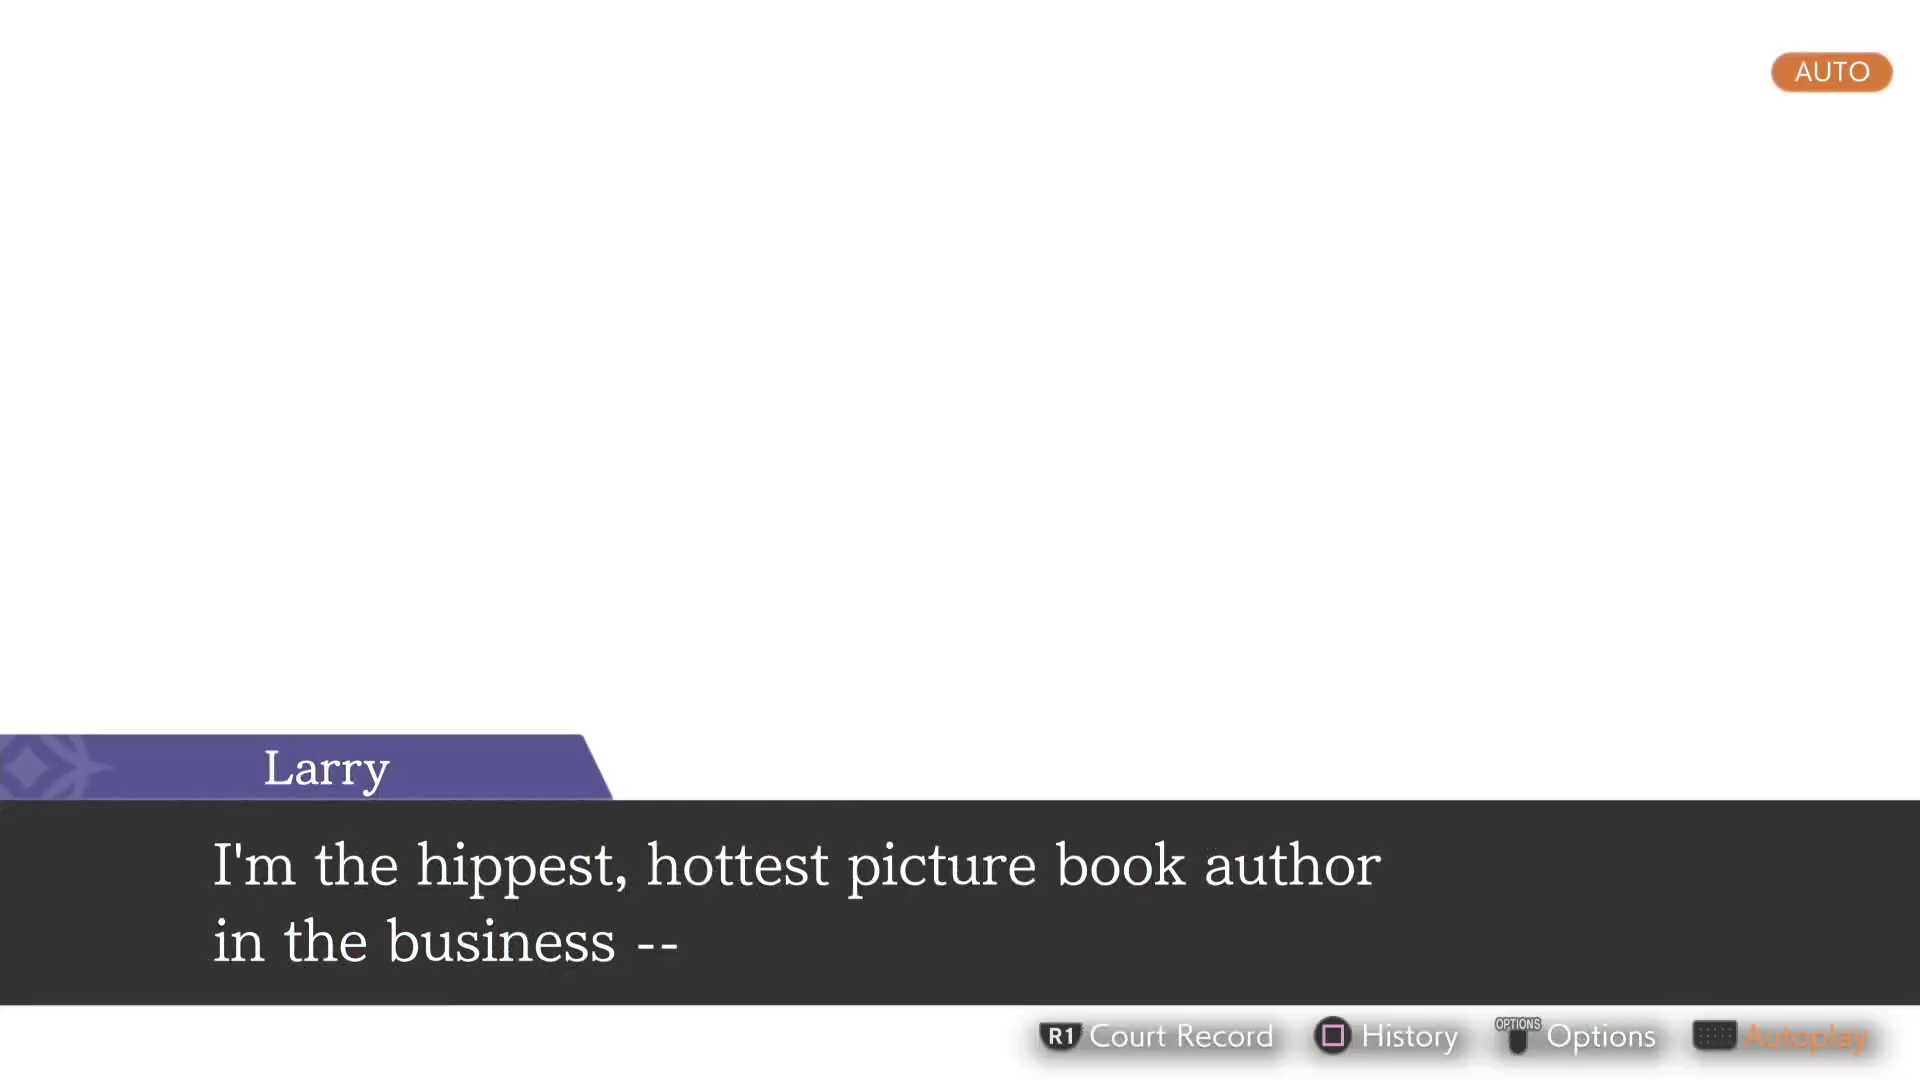 AUTO
Larry
I'm the hippest, hottest picture book author
in the business --
R1 Court Record History OPTIONS Options Autoplay